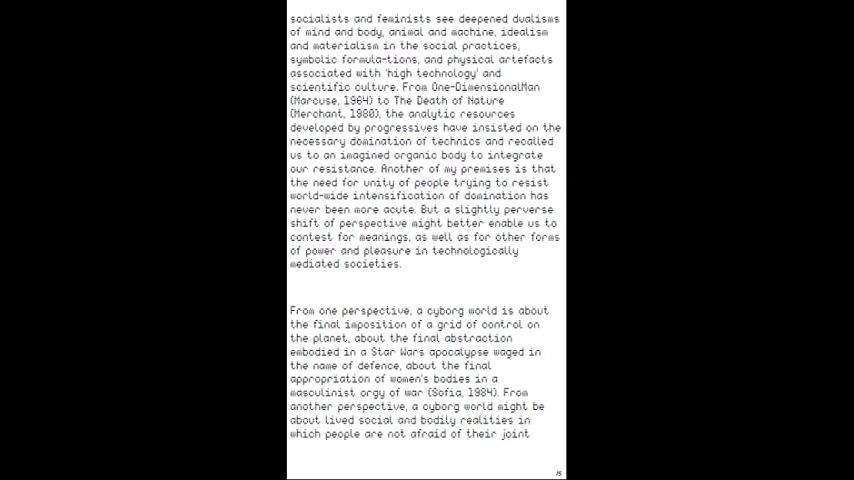 socialists and feminists see deepened dualisms
of mind and body, animal and machine, idealism
and materialism in the social practices,
symbolic formula-tions, and physical artefacts
associated with 'high technology' and
scientific culture. From One-DimensionalMan
(Marcuse, 1964) to The Death of Nature
(Merchant, 1980), the analytic resources
developed by progressives have insisted on the
necessary domination of technics and recalled
us to an imagined organic body to integrate
our resistance. Another of my premises is that
the need for unity of people trying to resist
world-wide intensification of domination has
never been more acute. But a slightly perverse
shift of perspective might better enable us to
contest for meanings, as well as for other forms
of power and pleasure in technologically
mediated societies.
From one perspective, a cyborg world is about
the final imposition of a grid of control on
the planet, about the final abstraction
embodied in a Star Wars apocalypse waged in
the name of defence, about the final
appropriation of women's bodies in a
masculinist orgy of war (Sofia, 1984). From
another perspective, a cyborg world might be
about lived social and bodily realities in
which people are not afraid of their joint
15